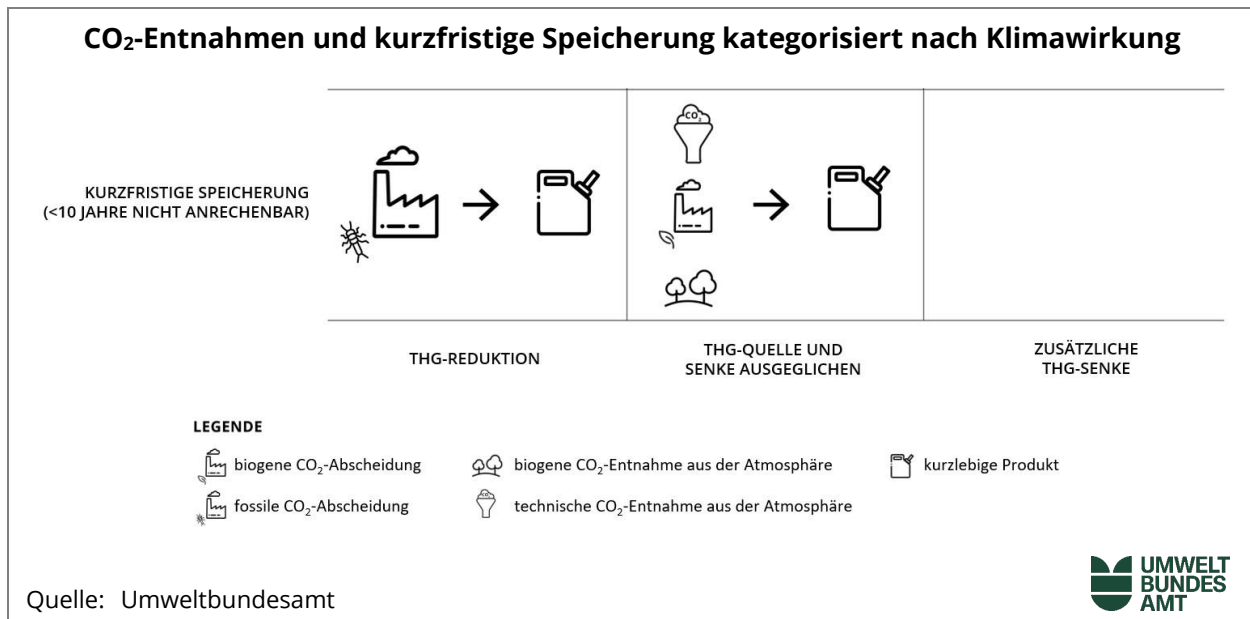 CO₂-Entnahmen und kurzfristige Speicherung kategorisiert nach Klimawirkung
CO₂
KURZFRISTIGE SPEICHERUNG
(<10 JAHRE NICHT ANRECHENBAR)
THG-REDUKTION
THG-QUELLE UND
SENKE AUSGEGLICHEN
ZUSÄTZLICHE
THG-SENKE
LEGENDE
biogene CO₂-Abscheidung
biogene CO₂-Entnahme aus der Atmosphäre
kurzlebige Produkt
fossile CO₂-Abscheidung
CO₂
technische CO₂-Entnahme aus der Atmosphäre
Quelle: Umweltbundesamt
UMWELT
BUNDES
AMT